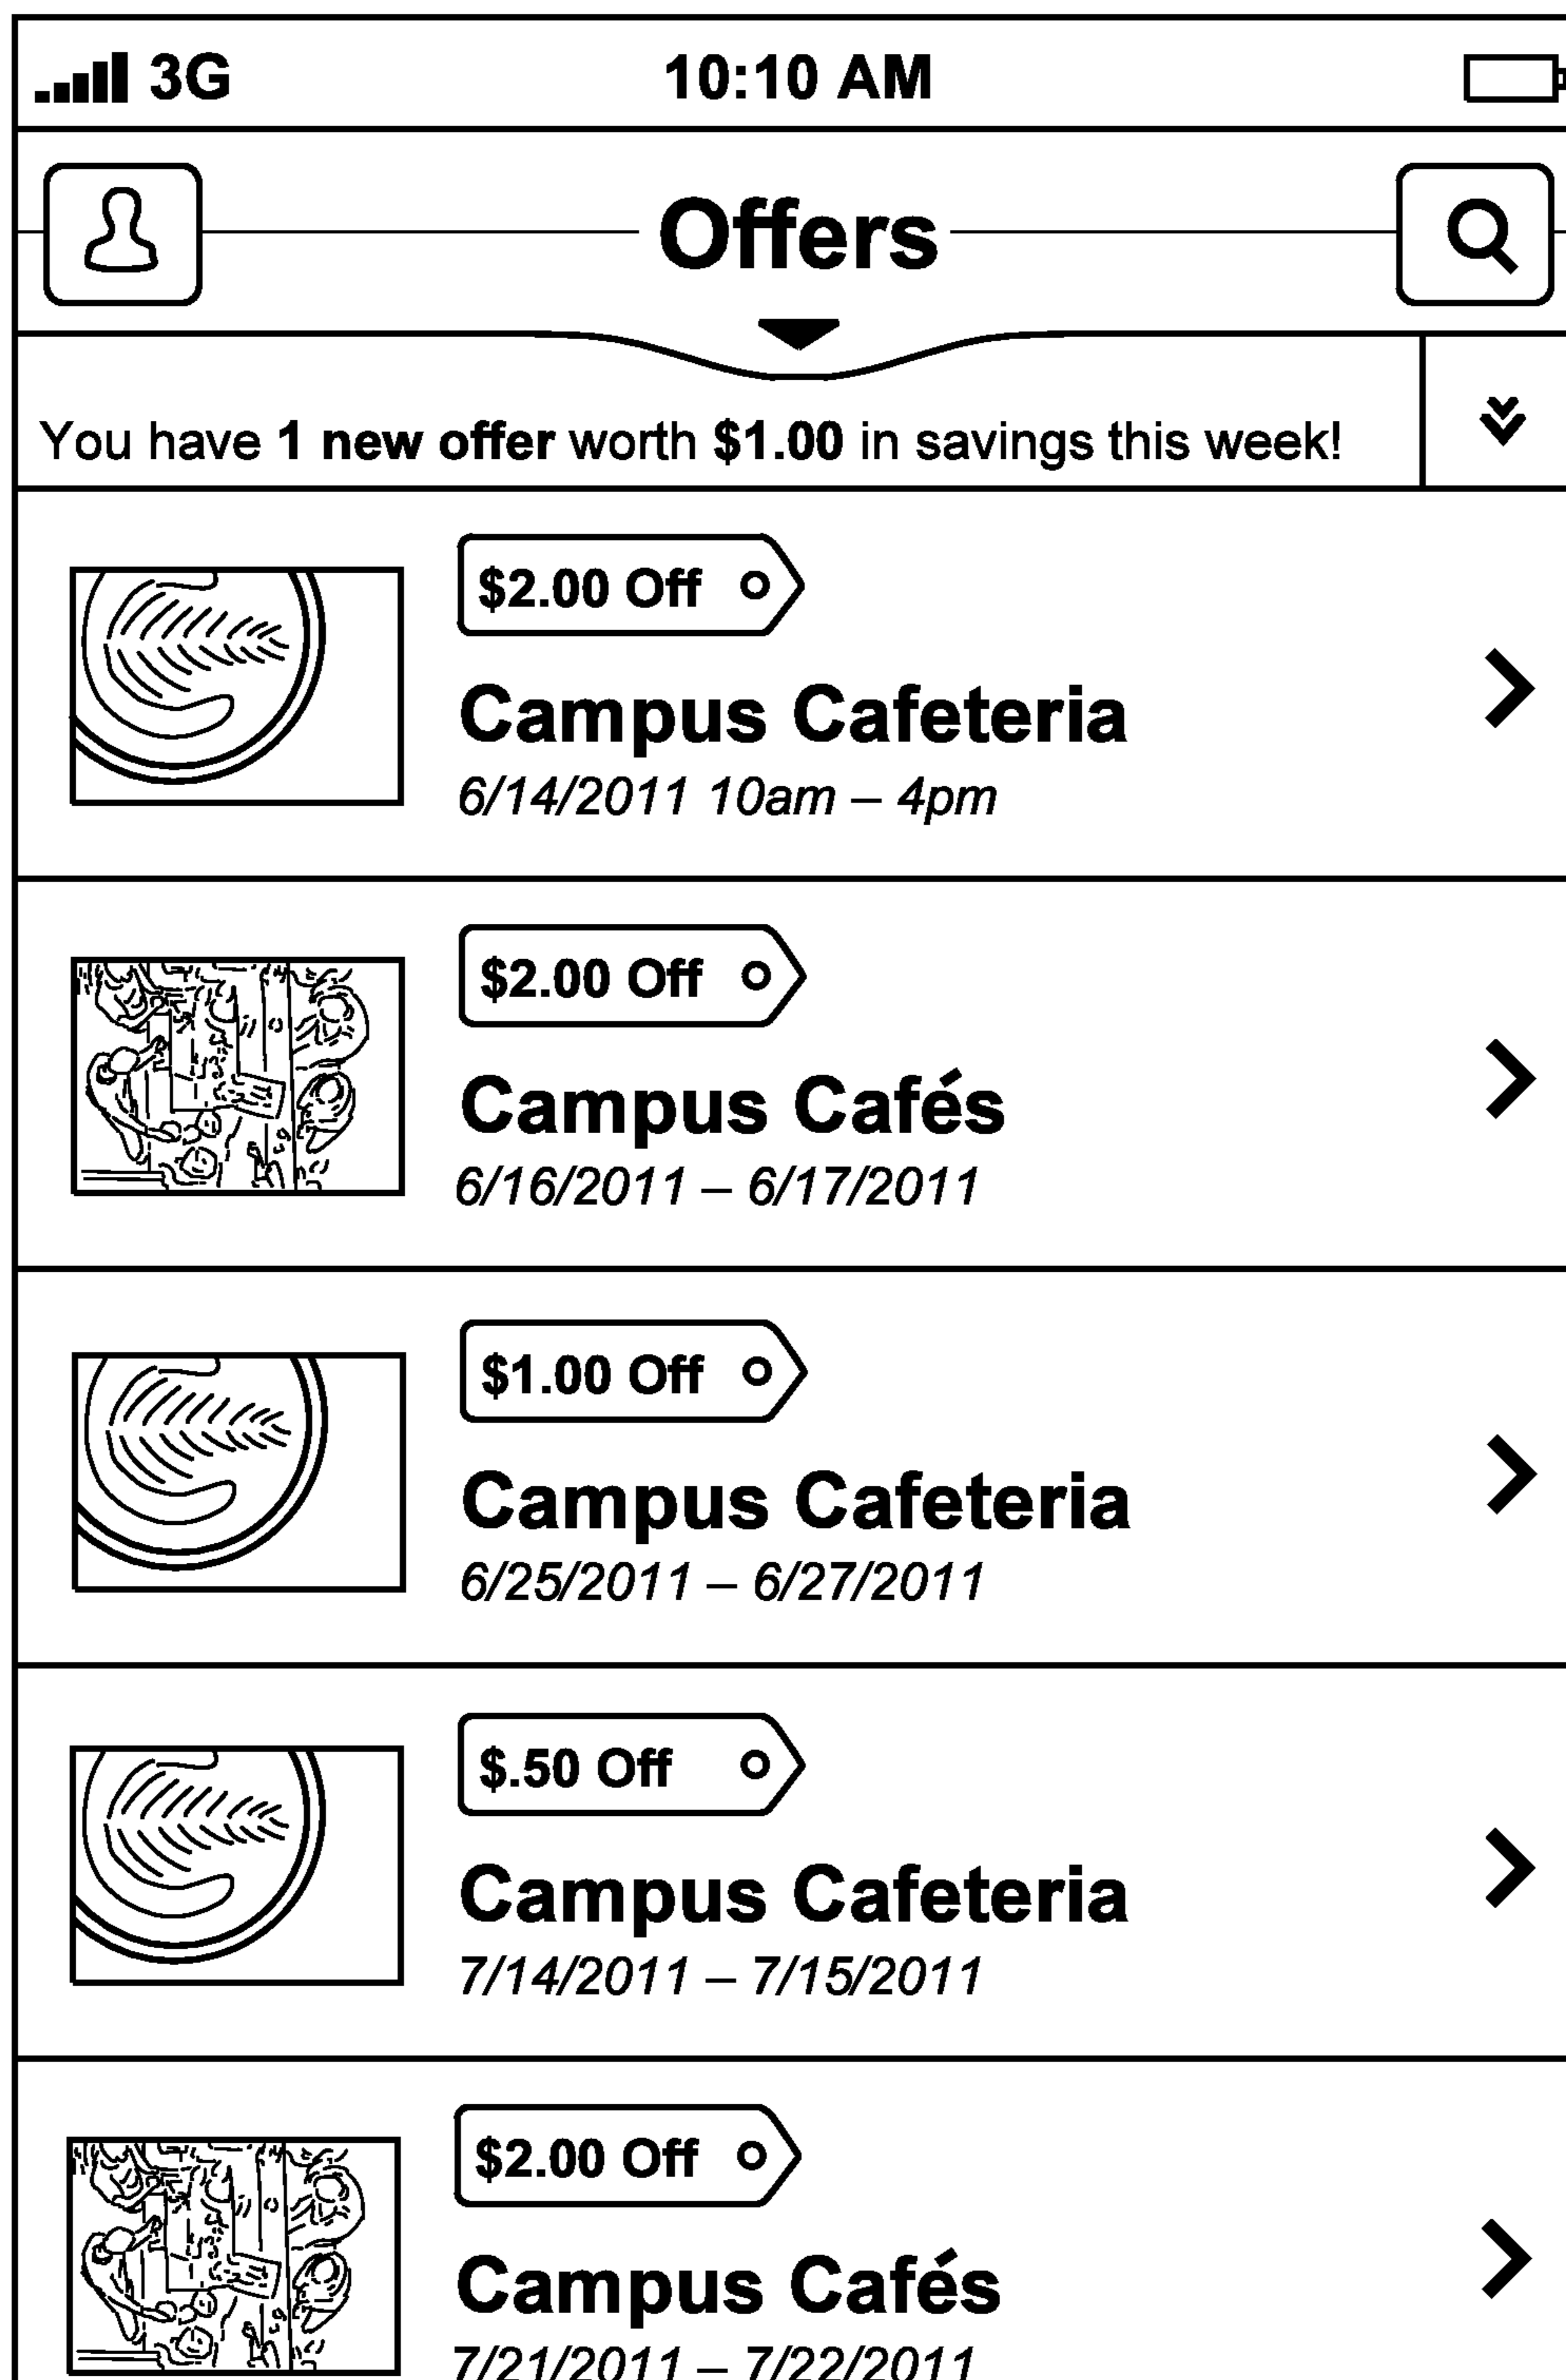 3G 10:10 AM
Offers
You have 1 new offer worth $1.00 in savings this week!
$2.00 Off
Campus Cafeteria
6/14/2011 10am – 4pm
$2.00 Off
Campus Cafés
6/16/2011 – 6/17/2011
$1.00 Off
Campus Cafeteria
6/25/2011 – 6/27/2011
$.50 Off
Campus Cafeteria
7/14/2011 – 7/15/2011
$2.00 Off
Campus Cafés
7/21/2011 – 7/22/2011